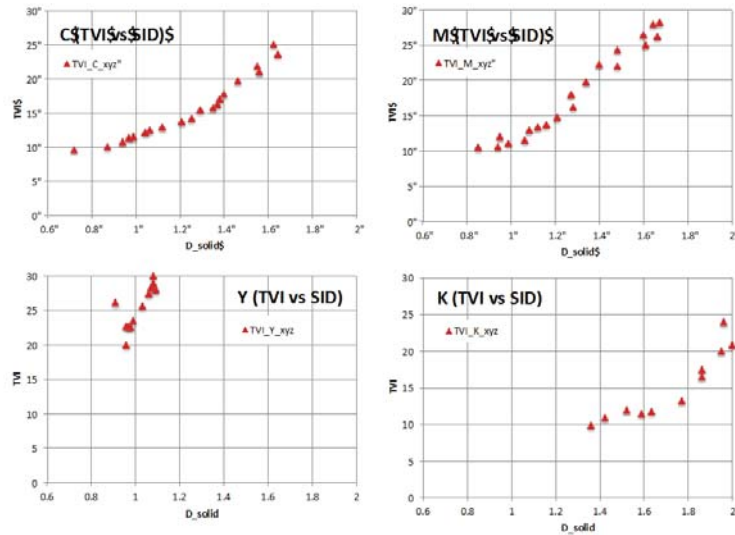 C$(TVI$vs$SID)$
TVI_C_xyz"
TVI$
30"
25"
20"
15"
10"
5"
0"
0.6" 0.8" 1" 1.2" 1.4" 1.6" 1.8" 2"
D_solid$
M$(TVI$vs$SID)$
TVI_M_xyz"
TVI$
30"
25"
20"
15"
10"
5"
0"
0.6" 0.8" 1" 1.2" 1.4" 1.6" 1.8" 2"
D_solid$
Y (TVI vs SID)
TVI_Y_xyz
TVI
30
25
20
15
10
5
0
0.6 0.8 1 1.2 1.4 1.6 1.8 2
D_solid
K (TVI vs SID)
TVI_K_xyz
TVI
30
25
20
15
10
5
0
0.6 0.8 1 1.2 1.4 1.6 1.8 2
D_solid